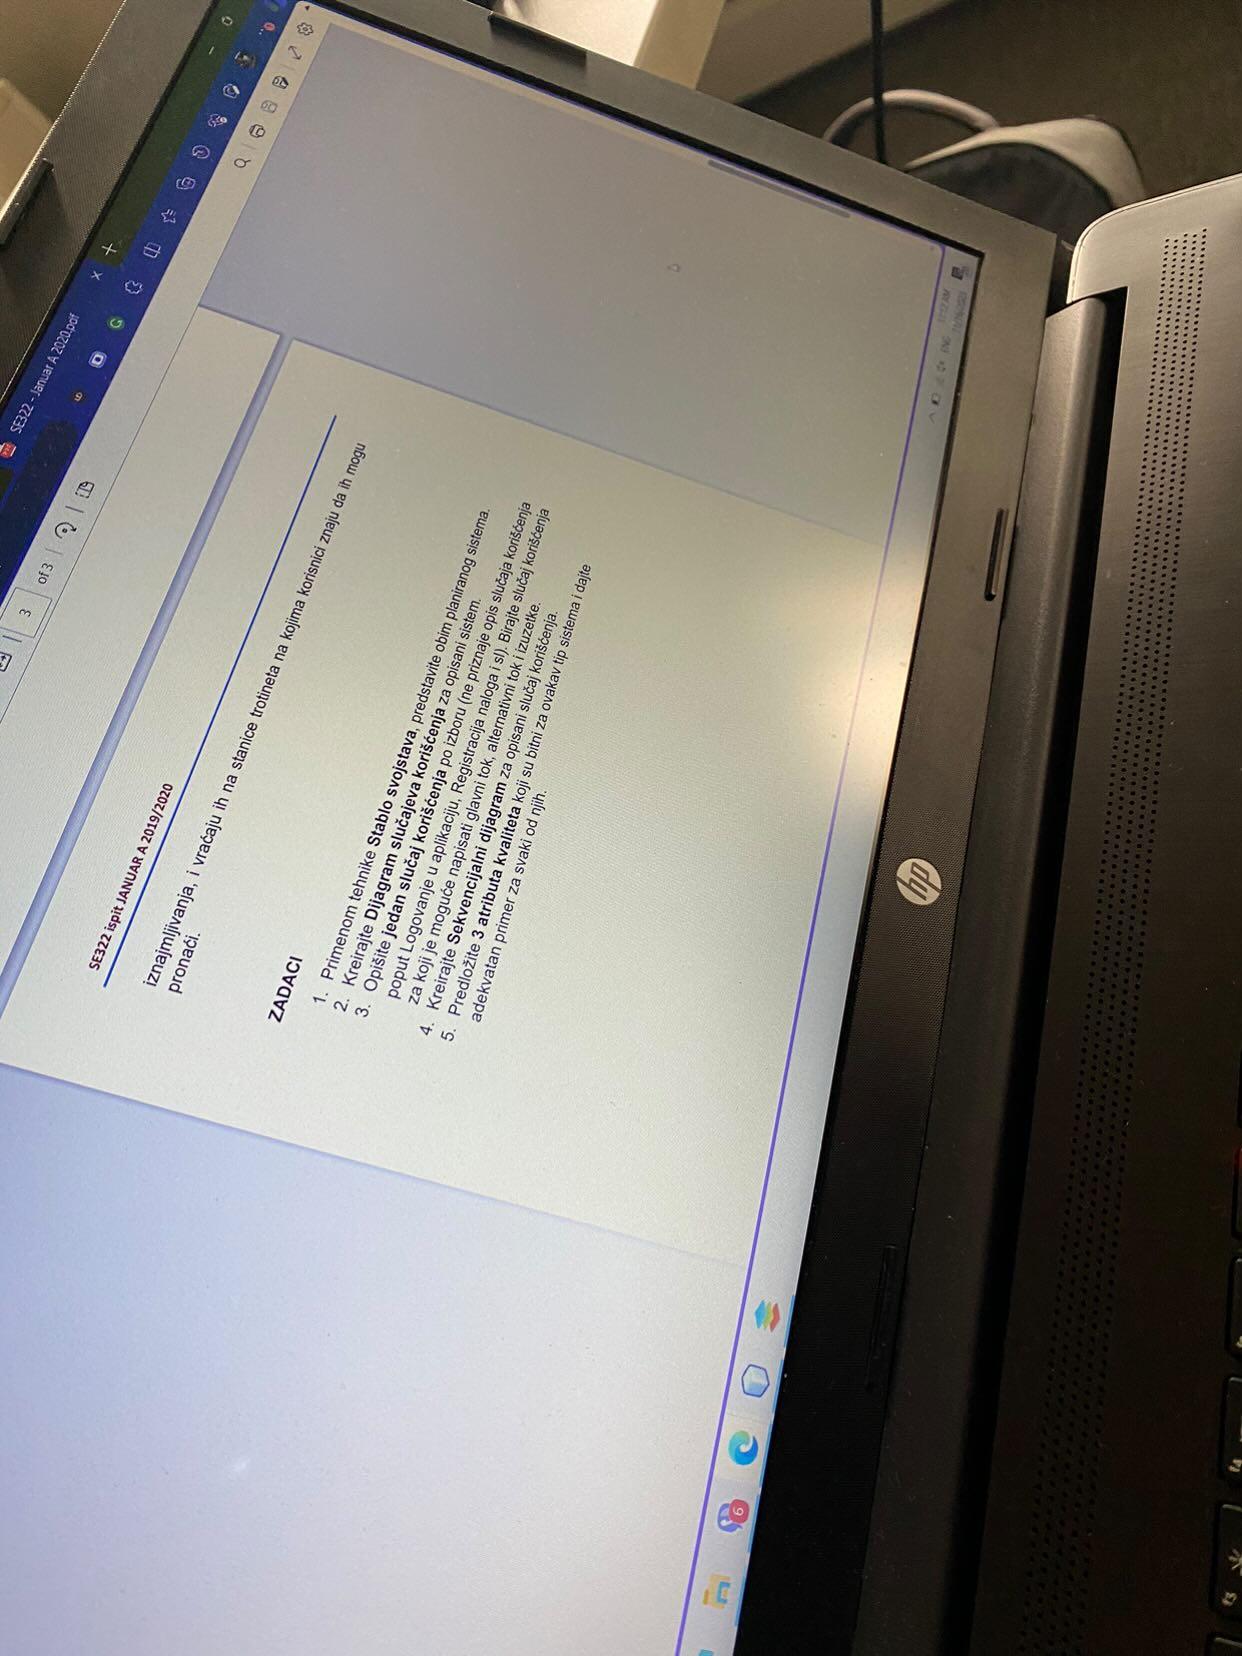 SE322 - Januar A 2020.pdf
3 of 3
SE322 ispit JANUAR A 2019/2020
iznajmljivanja, i vraćaju ih na stanice trotineta na kojima korisnici znaju da ih mogu
pronaći.
ZADACI
1. Primenom tehnike Stablo svojstava, predstavite obim planiranog sistema.
2. Kreirajte Dijagram slučajeva korišćenja za opisani sistem.
3. Opišite jedan slučaj korišćenja po izboru (ne priznaje opis slučaja korišćenja
poput Logovanje u aplikaciju, Registracija naloga i sl). Birajte slučaj korišćenja
za koji je moguće napisati glavni tok, alternativni tok i izuzetke.
4. Kreirajte Sekvencijalni dijagram za opisani slučaj korišćenja.
5. Predložite 3 atributa kvaliteta koji su bitni za ovakav tip sistema i dajte
adekvatan primer za svaki od njih.
ENG
hp